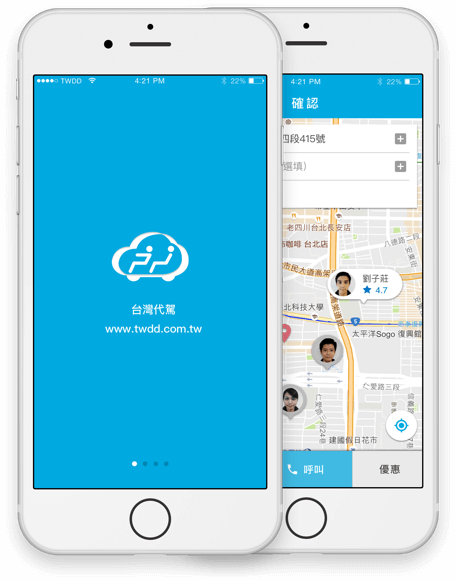 TWDD 4:21 PM 22%
台灣代駕
www.twdd.com.tw
4:21 PM 22%
確認
四段415號
選填)
老四川台北長安店
咖啡 台北店
八德路二段
市民大道高架
劉子莊
4.7
北科技大學
5
太平洋Sogo 復興館
仁愛路三段
建國假日花市
呼叫
優惠